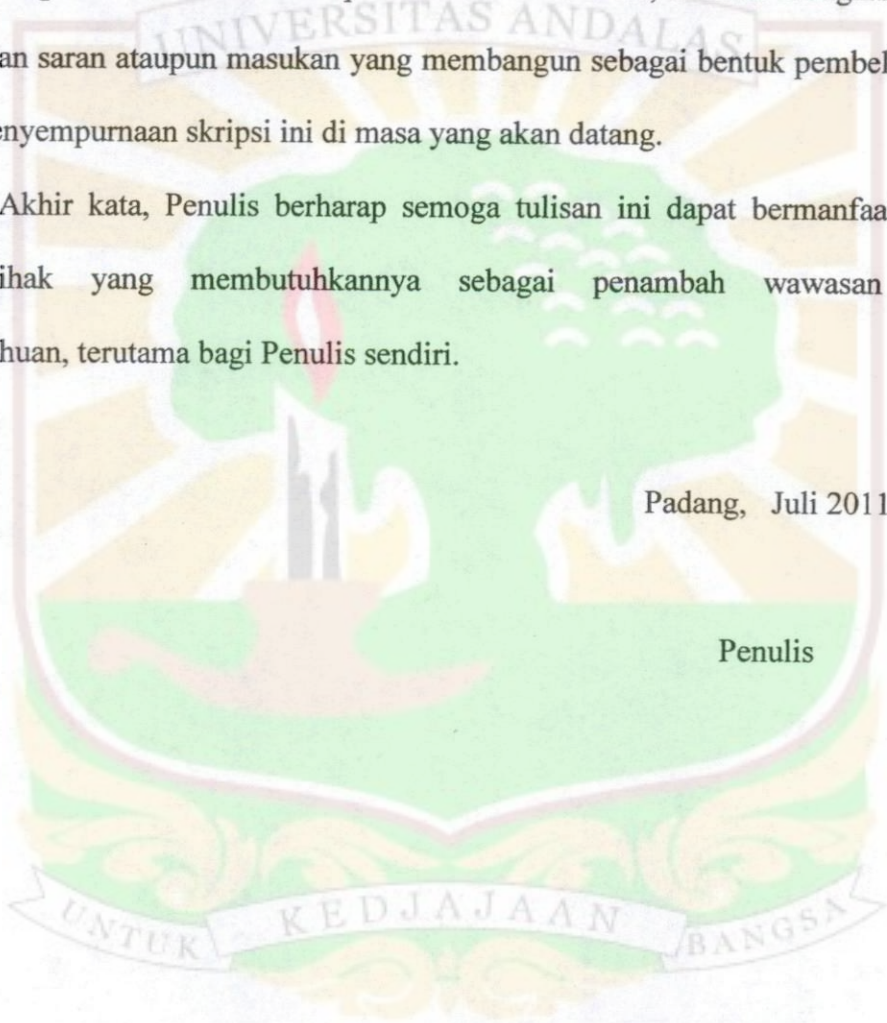 UNIVERSITAS ANDALAS
an saran ataupun masukan yang membangun sebagai bentuk pembel
enyempurnaan skripsi ini di masa yang akan datang.
Akhir kata, Penulis berharap semoga tulisan ini dapat bermanfaa
ihak yang membutuhkannya sebagai penambah wawasan
huan, terutama bagi Penulis sendiri.
Padang, Juli 2011
Penulis
UNTUK KEDJAJAAN BANGSA